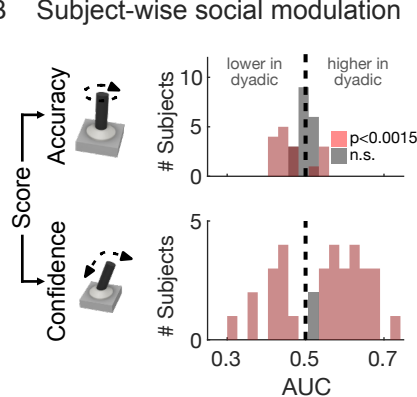 Subject-wise social modulation
lower in
dyadic
higher in
dyadic
Score
Accuracy
# Subjects
10
5
0
p<0.0015
n.s.
Confidence
# Subjects
5
0
0.3
0.5
0.7
AUC